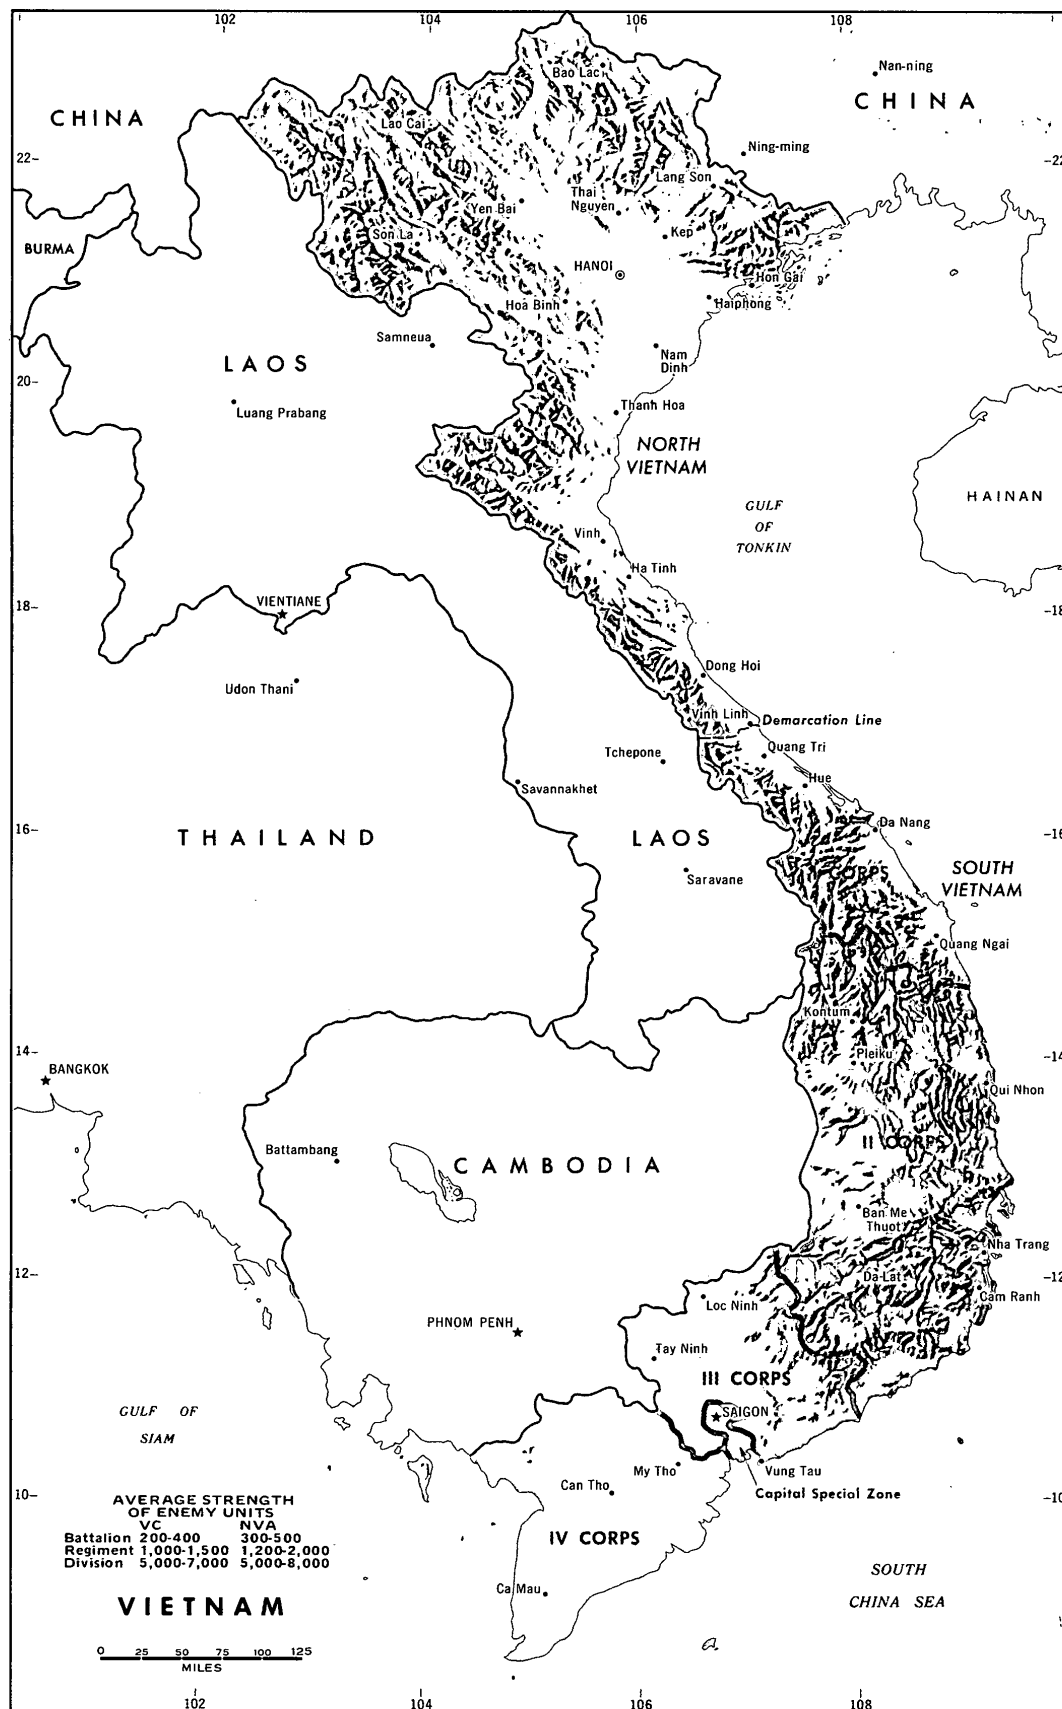 102 104 106 108
Nan-ning
Bao Lac
CHINA
CHINA
Lao Cai
Ning-ming
22-
-22
Lang Son
Thai
Nguyen
Yen Bai
Kep
Son La
BURMA
HANOI
Hon Gai
Hoa Binh
Haiphong
Samneua
LAOS
Nam
Dinh
20-
Luang Prabang
Thanh Hoa
NORTH
VIETNAM
HAINAN
GULF
OF
TONKIN
Vinh
Ha Tinh
18-
-18
VIENTIANE
Dong Hoi
Udon Thani
Vinh Linh
Demarcation Line
Quang Tri
Tchepone
Hue
Savannakhet
Da Nang
16-
-16
THAILAND
LAOS
SOUTH
VIETNAM
I CORPS
Saravane
Quang Ngai
Kontum
14-
-14
Pleiku
BANGKOK
Qui Nhon
II CORPS
Battambang
CAMBODIA
Ban Me
Thuot
Nha Trang
12-
-12
Da Lat
Cam Ranh
Loc Ninh
PHNOM PENH
Tay Ninh
III CORPS
SAIGON
GULF OF
SIAM
My Tho
Vung Tau
Can Tho
Capital Special Zone
10-
-10
AVERAGE STRENGTH
OF ENEMY UNITS
VC NVA
Battalion 200-400 300-500
Regiment 1,000-1,500 1,200-2,000
Division 5,000-7,000 5,000-8,000
IV CORPS
SOUTH
CHINA SEA
Ca Mau
VIETNAM
0 25 50 75 100 125
MILES
102 104 106 108